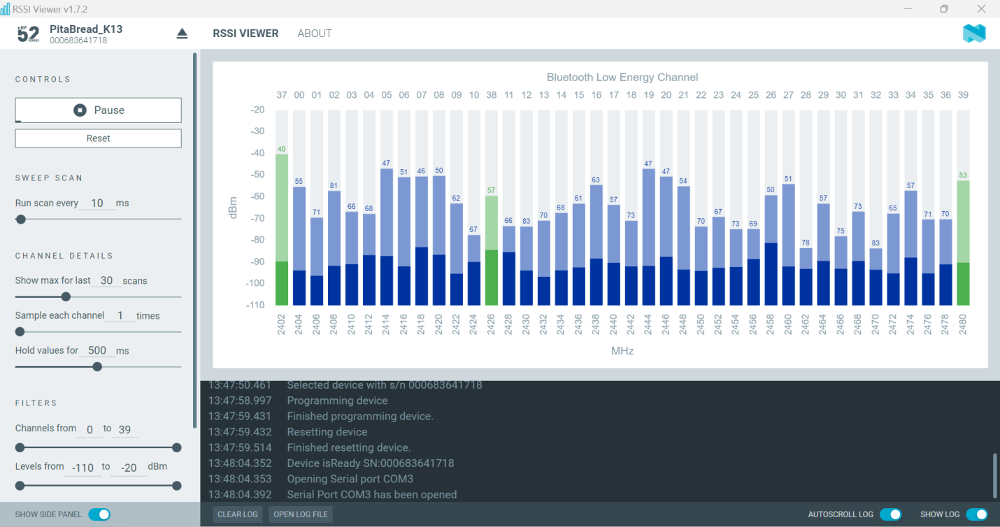 RSSI Viewer v1.7.2
nRF
52
SERIES
PitaBread_K13
000683641718
RSSI VIEWER ABOUT
CONTROLS
Pause
Reset
SWEEP SCAN
Run scan every 10 ms
CHANNEL DETAILS
Show max for last 30 scans
Sample each channel 1 times
Hold values for 500 ms
FILTERS
Channels from 0 to 39
Levels from -110 to -20 dBm
SHOW SIDE PANEL
Bluetooth Low Energy Channel
37 00 01 02 03 04 05 06 07 08 09 10 38 11 12 13 14 15 16 17 18 19 20 21 22 23 24 25 26 27 28 29 30 31 32 33 34 35 36 39
-20
-30
-40
-50
-60
-70
-80
-90
-100
-110
dBm
40 55 71 81 66 68 47 51 46 50 62 67 57 66 83 70 68 61 63 57 73 47 47 54 70 67 73 69 50 51 78 57 75 73 83 65 57 71 70 53
2402 2404 2406 2408 2410 2412 2414 2416 2418 2420 2422 2424 2426 2428 2430 2432 2434 2436 2438 2440 2442 2444 2446 2448 2450 2452 2454 2456 2458 2460 2462 2464 2466 2468 2470 2472 2474 2476 2478 2480
MHz
13:47:50.461 Selected device with s/n 000683641718
13:47:58.997 Programming device
13:47:59.431 Finished programming device.
13:47:59.432 Resetting device
13:47:59.514 Finished resetting device.
13:48:04.352 Device isReady SN:000683641718
13:48:04.353 Opening Serial port COM3
13:48:04.392 Serial Port COM3 has been opened
CLEAR LOG OPEN LOG FILE AUTOSCROLL LOG SHOW LOG